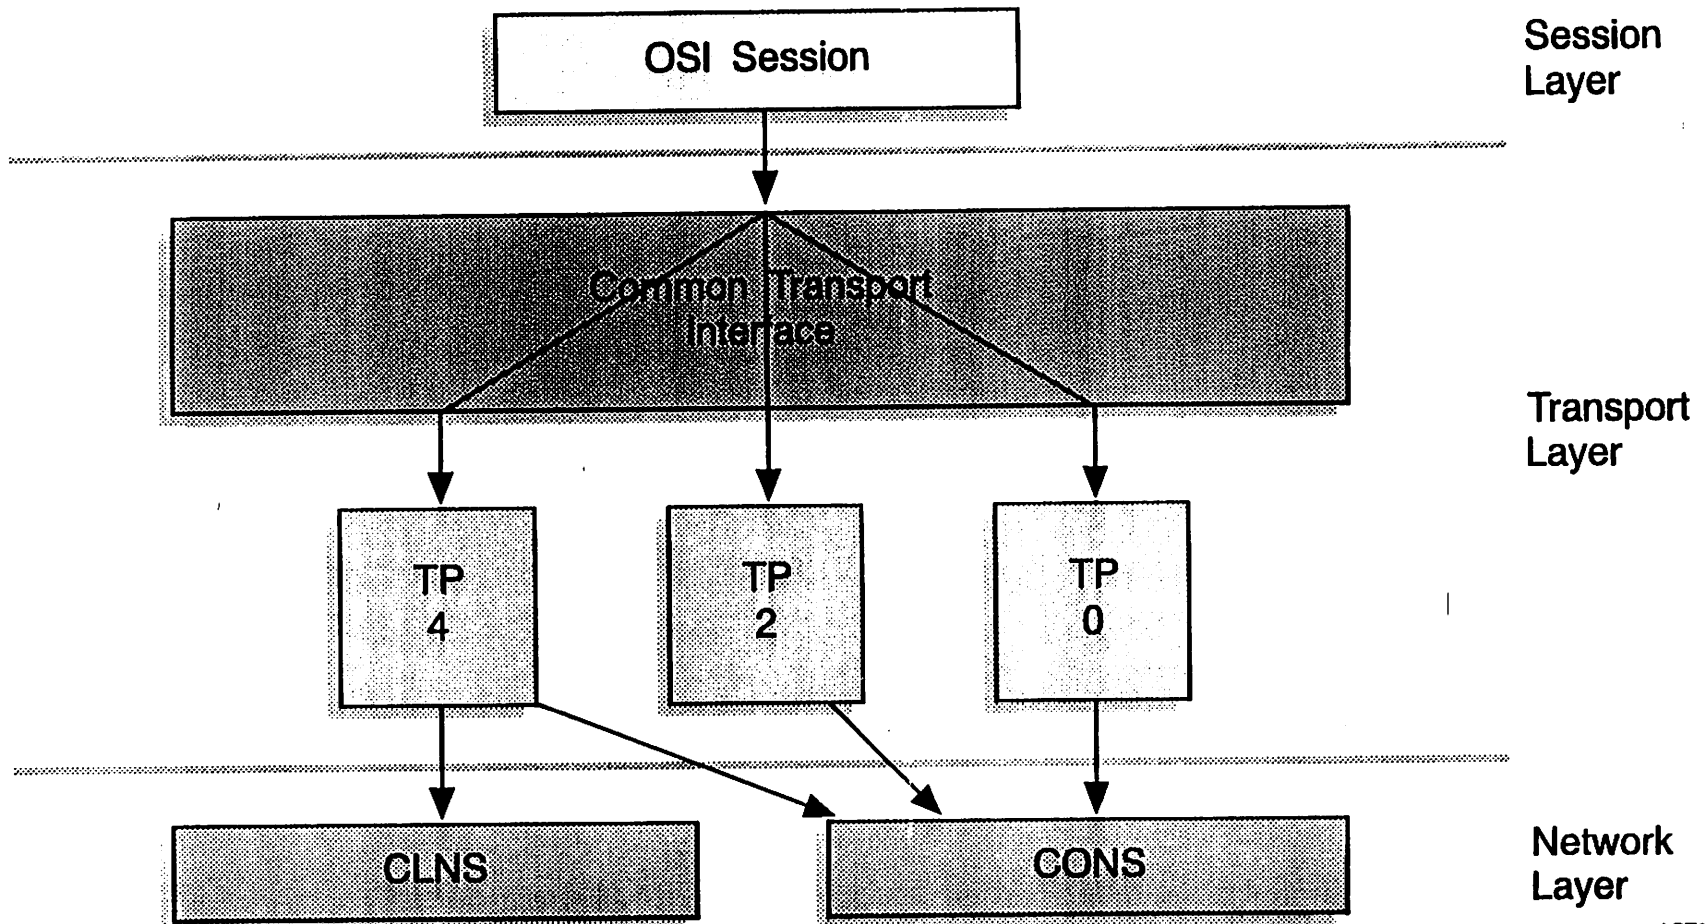 OSI Session
Session
Layer
Common Transport
Interface
Transport
Layer
TP
4
TP
2
TP
0
CLNS
CONS
Network
Layer